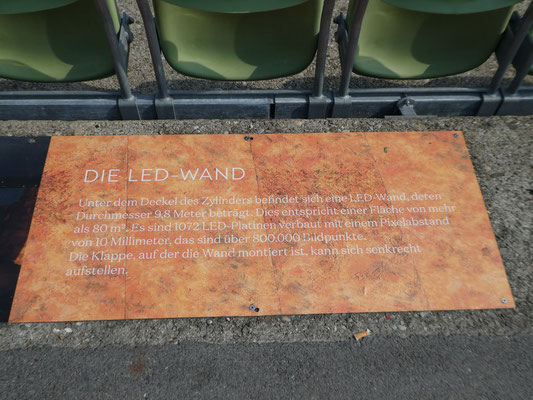 DIE LED-WAND
Unter dem Deckel des Zylinders befindet sich eine LED-Wand, deren
Durchmesser 9,8 Meter beträgt. Dies entspricht einer Fläche von mehr
als 80 m². Es sind 1072 LED-Platinen verbaut mit einem Pixelabstand
von 10 Millimeter, das sind über 800.000 Bildpunkte.
Die Klappe, auf der die Wand montiert ist, kann sich senkrecht
aufstellen.